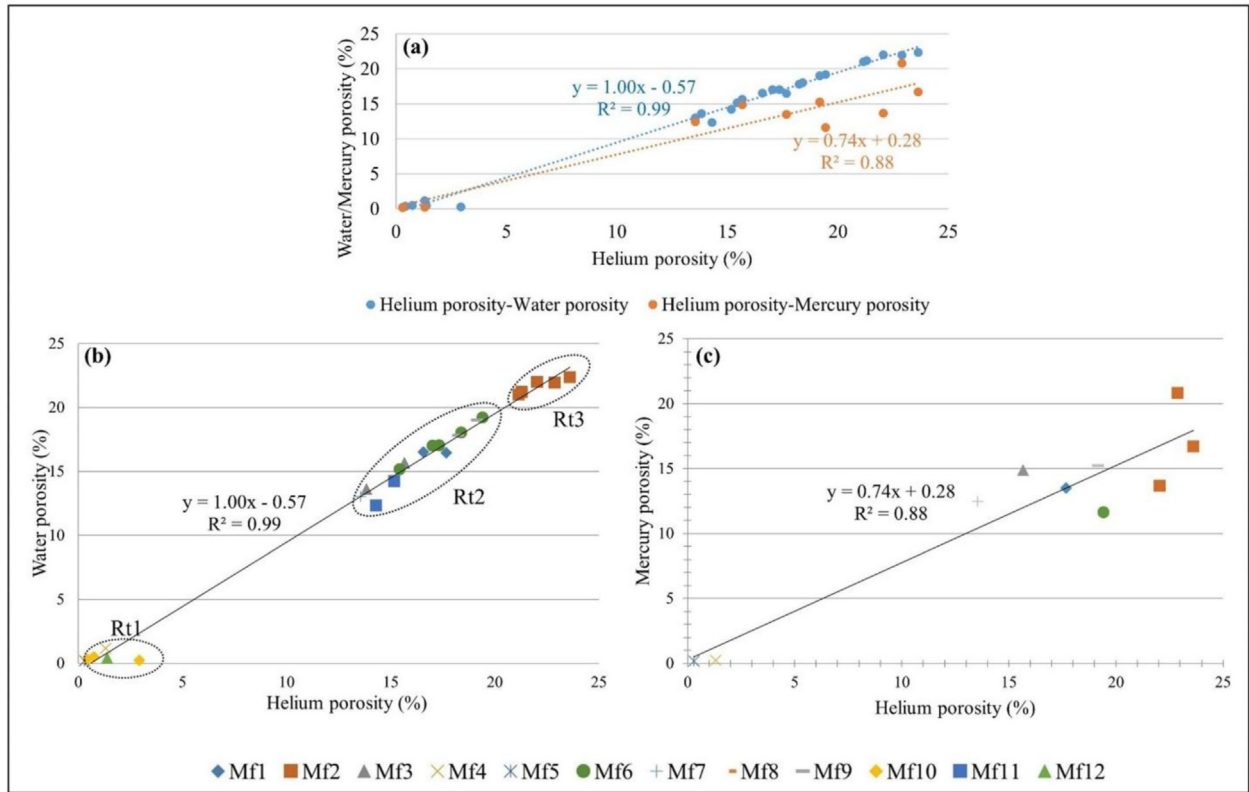 (a)
Water/Mercury porosity (%)
25
20
15
10
5
0
y = 1.00x - 0.57
R² = 0.99
y = 0.74x + 0.28
R² = 0.88
0 5 10 15 20 25
Helium porosity (%)
Helium porosity-Water porosity Helium porosity-Mercury porosity
(b)
Water porosity (%)
25
20
15
10
5
0
Rt3
Rt2
y = 1.00x - 0.57
R² = 0.99
Rt1
0 5 10 15 20 25
Helium porosity (%)
(c)
Mercury porosity (%)
25
20
15
10
5
0
y = 0.74x + 0.28
R² = 0.88
0 5 10 15 20 25
Helium porosity (%)
Mf1 Mf2 Mf3 Mf4 Mf5 Mf6 Mf7 Mf8 Mf9 Mf10 Mf11 Mf12